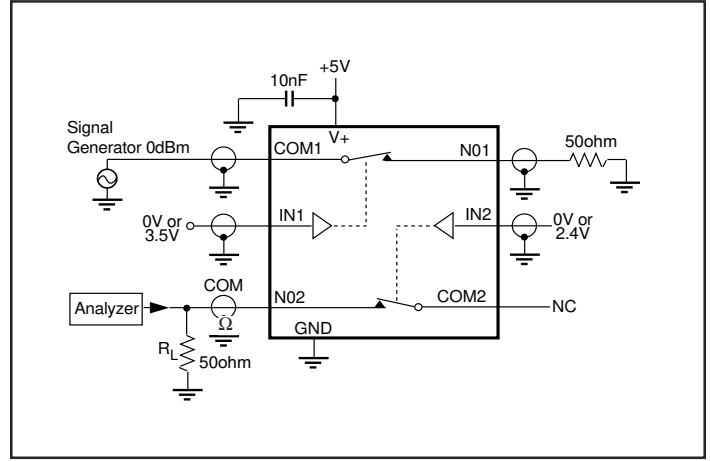 +5V
10nF
V+
Signal
Generator 0dBm
COM1
N01
50ohm
0V or
3.5V
IN1
IN2
0V or
2.4V
COM
Analyzer
N02
COM2
NC
Ω
GND
RL
50ohm